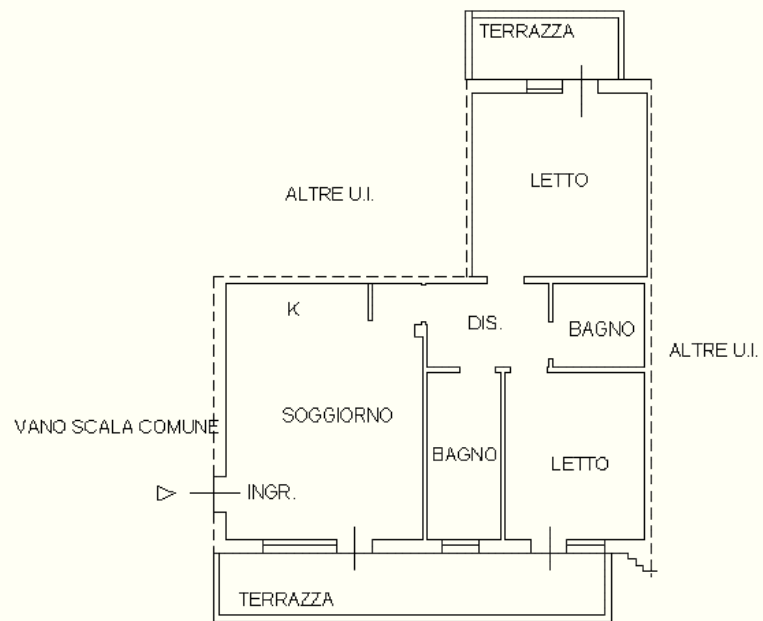 TERRAZZA
LETTO
ALTRE U.I.
K
DIS.
BAGNO
ALTRE U.I.
SOGGIORNO
VANO SCALA COMUNE
BAGNO
LETTO
INGR.
TERRAZZA